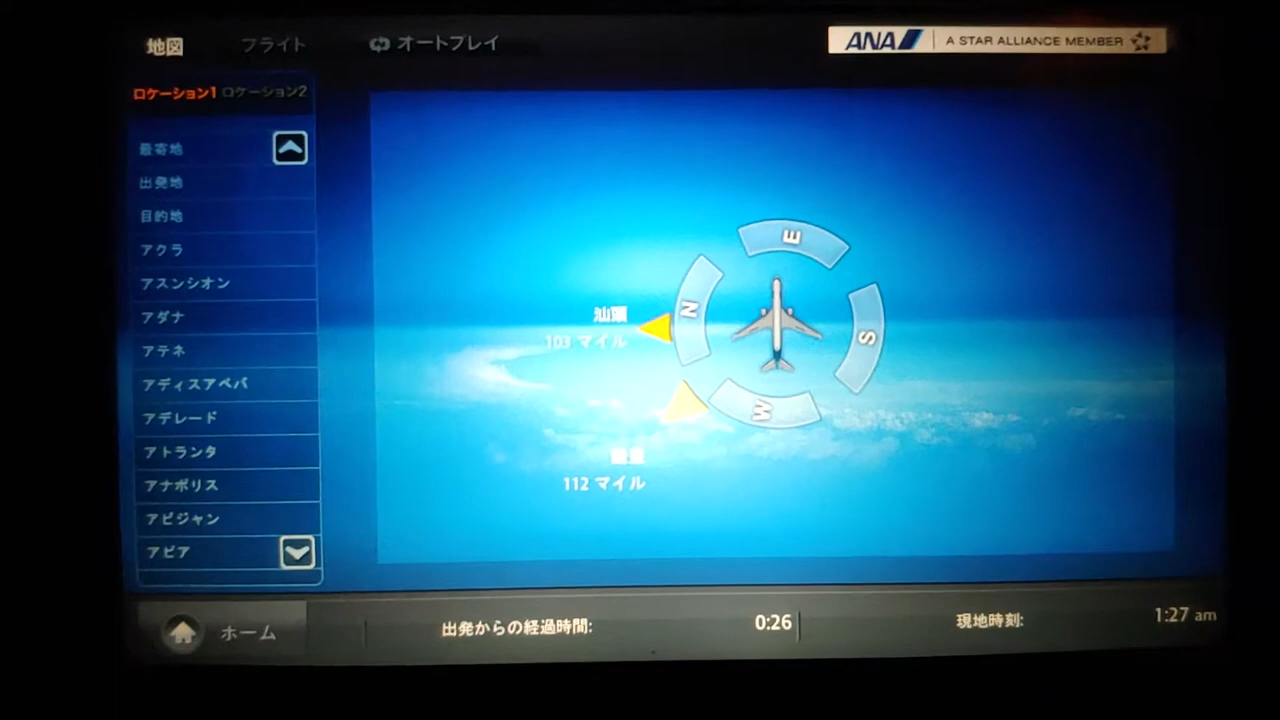 地図 フライト オートプレイ
ANA A STAR ALLIANCE MEMBER
ロケーション1 ロケーション2
最寄地
出発地
目的地
アクラ
アスンシオン
アダナ
アテネ
アディスアベバ
アデレード
アトランタ
アナポリス
アビジャン
アピア
E
N
S
W
汕頭
103 マイル
112 マイル
ホーム 出発からの経過時間: 0:26 現地時刻: 1:27 am